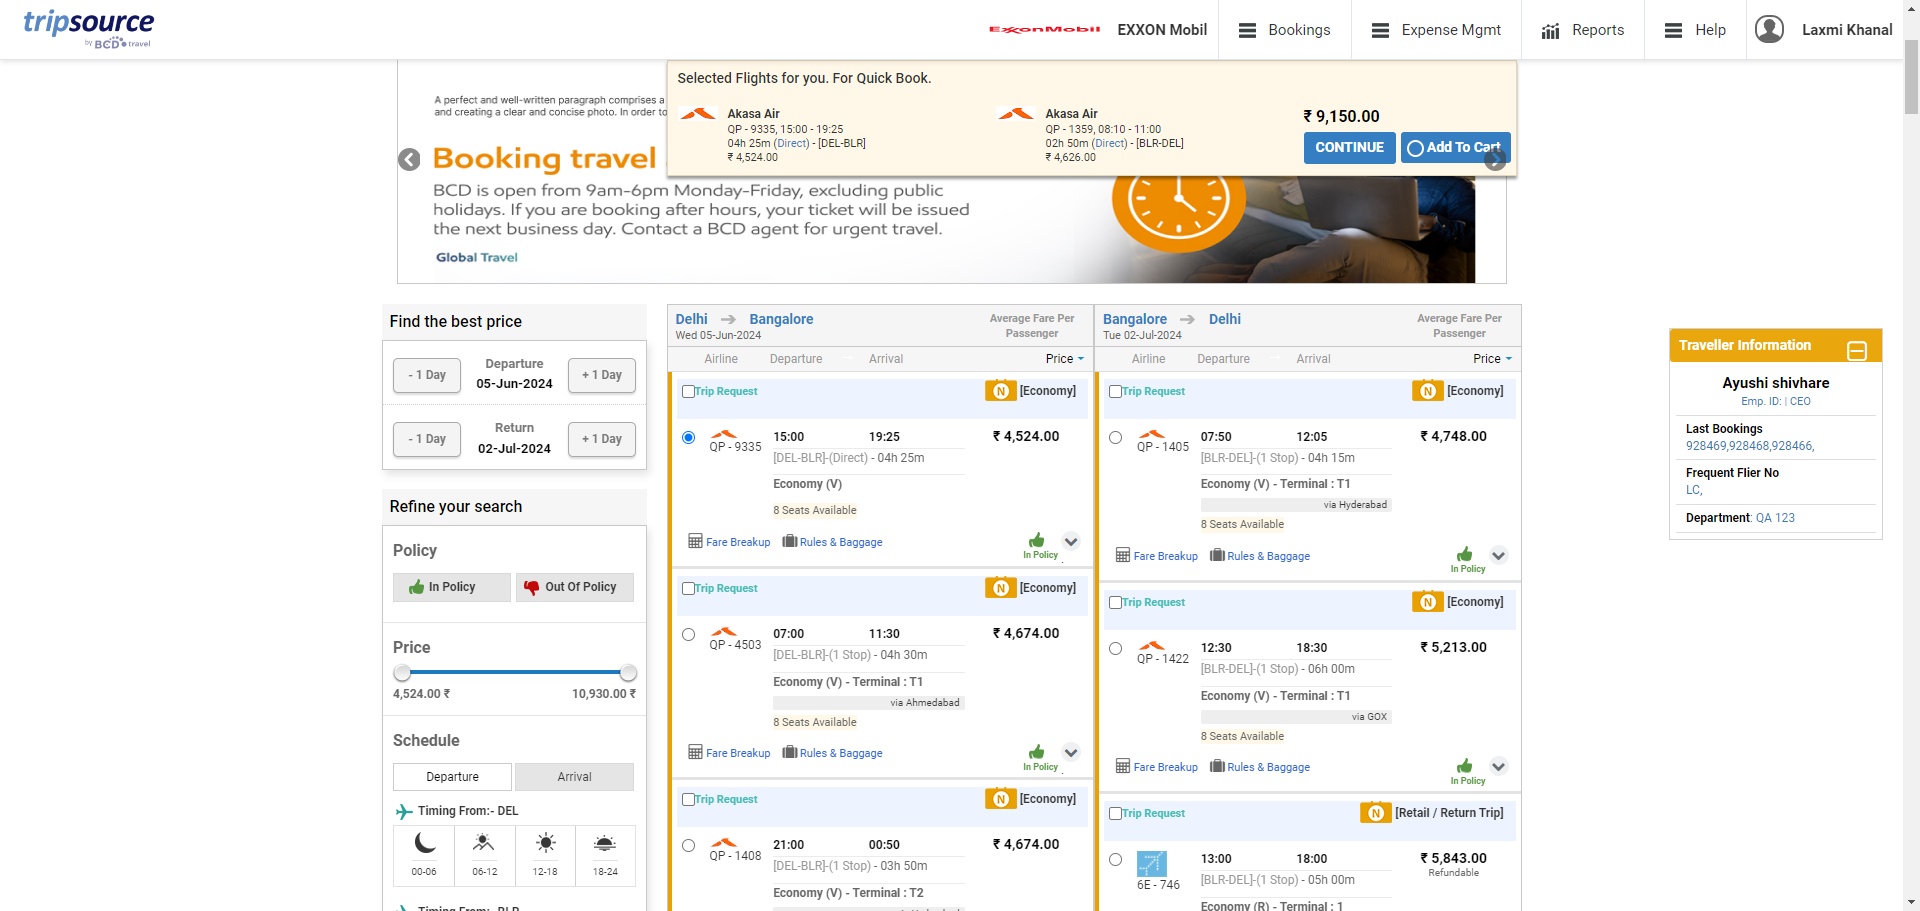 tripsource
by BCD travel
ExxonMobil
EXXON Mobil
Bookings
Expense Mgmt
Reports
Help
Laxmi Khanal
Selected Flights for you. For Quick Book.
Akasa Air
QP - 9335, 15:00 - 19:25
04h 25m (Direct) - [DEL-BLR]
₹ 4,524.00
Akasa Air
QP - 1359, 08:10 - 11:00
02h 50m (Direct) - [BLR-DEL]
₹ 4,626.00
₹ 9,150.00
CONTINUE
Add To Cart
A perfect and well-written paragraph comprises a
and creating a clear and concise photo. In order to
Booking travel
BCD is open from 9am-6pm Monday-Friday, excluding public
holidays. If you are booking after hours, your ticket will be issued
the next business day. Contact a BCD agent for urgent travel.
Global Travel
Find the best price
- 1 Day
Departure
05-Jun-2024
+ 1 Day
- 1 Day
Return
02-Jul-2024
+ 1 Day
Refine your search
Policy
In Policy
Out Of Policy
Price
4,524.00 ₹
10,930.00 ₹
Schedule
Departure
Arrival
Timing From:- DEL
00-06
06-12
12-18
18-24
Timing From:- BLR
Delhi
Bangalore
Wed 05-Jun-2024
Average Fare Per
Passenger
Airline
Departure
Arrival
Price
Trip Request
N [Economy]
QP - 9335
15:00
19:25
₹ 4,524.00
[DEL-BLR]-(Direct) - 04h 25m
Economy (V)
8 Seats Available
Fare Breakup
Rules & Baggage
In Policy
Trip Request
N [Economy]
QP - 4503
07:00
11:30
₹ 4,674.00
[DEL-BLR]-(1 Stop) - 04h 30m
Economy (V) - Terminal : T1
via Ahmedabad
8 Seats Available
Fare Breakup
Rules & Baggage
In Policy
Trip Request
N [Economy]
QP - 1408
21:00
00:50
₹ 4,674.00
[DEL-BLR]-(1 Stop) - 03h 50m
Economy (V) - Terminal : T2
Bangalore
Delhi
Tue 02-Jul-2024
Average Fare Per
Passenger
Airline
Departure
Arrival
Price
Trip Request
N [Economy]
QP - 1405
07:50
12:05
₹ 4,748.00
[BLR-DEL]-(1 Stop) - 04h 15m
Economy (V) - Terminal : T1
via Hyderabad
8 Seats Available
Fare Breakup
Rules & Baggage
In Policy
Trip Request
N [Economy]
QP - 1422
12:30
18:30
₹ 5,213.00
[BLR-DEL]-(1 Stop) - 06h 00m
Economy (V) - Terminal : T1
via GOX
8 Seats Available
Fare Breakup
Rules & Baggage
In Policy
Trip Request
N [Retail / Return Trip]
6E - 746
13:00
18:00
₹ 5,843.00
Refundable
[BLR-DEL]-(1 Stop) - 05h 00m
Economy (R) - Terminal : 1
Traveller Information
Ayushi shivhare
Emp. ID: | CEO
Last Bookings
928469,928468,928466,
Frequent Flier No
LC,
Department: QA 123